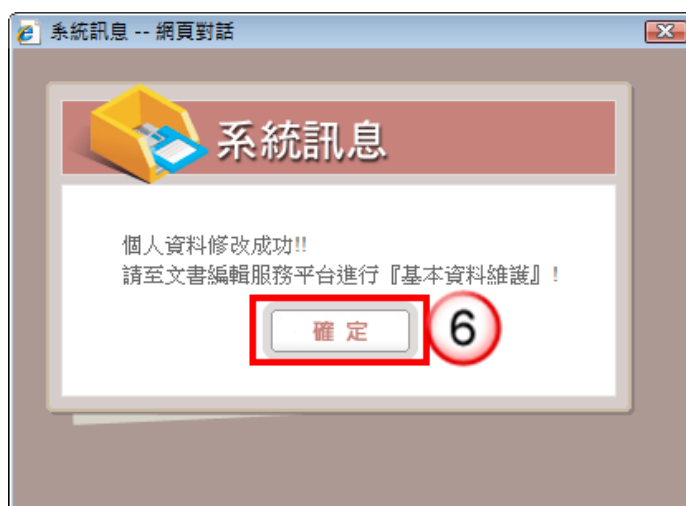 系統訊息 -- 網頁對話
系統訊息
個人資料修改成功!!
請至文書編輯服務平台進行『基本資料維護』!
確 定
6